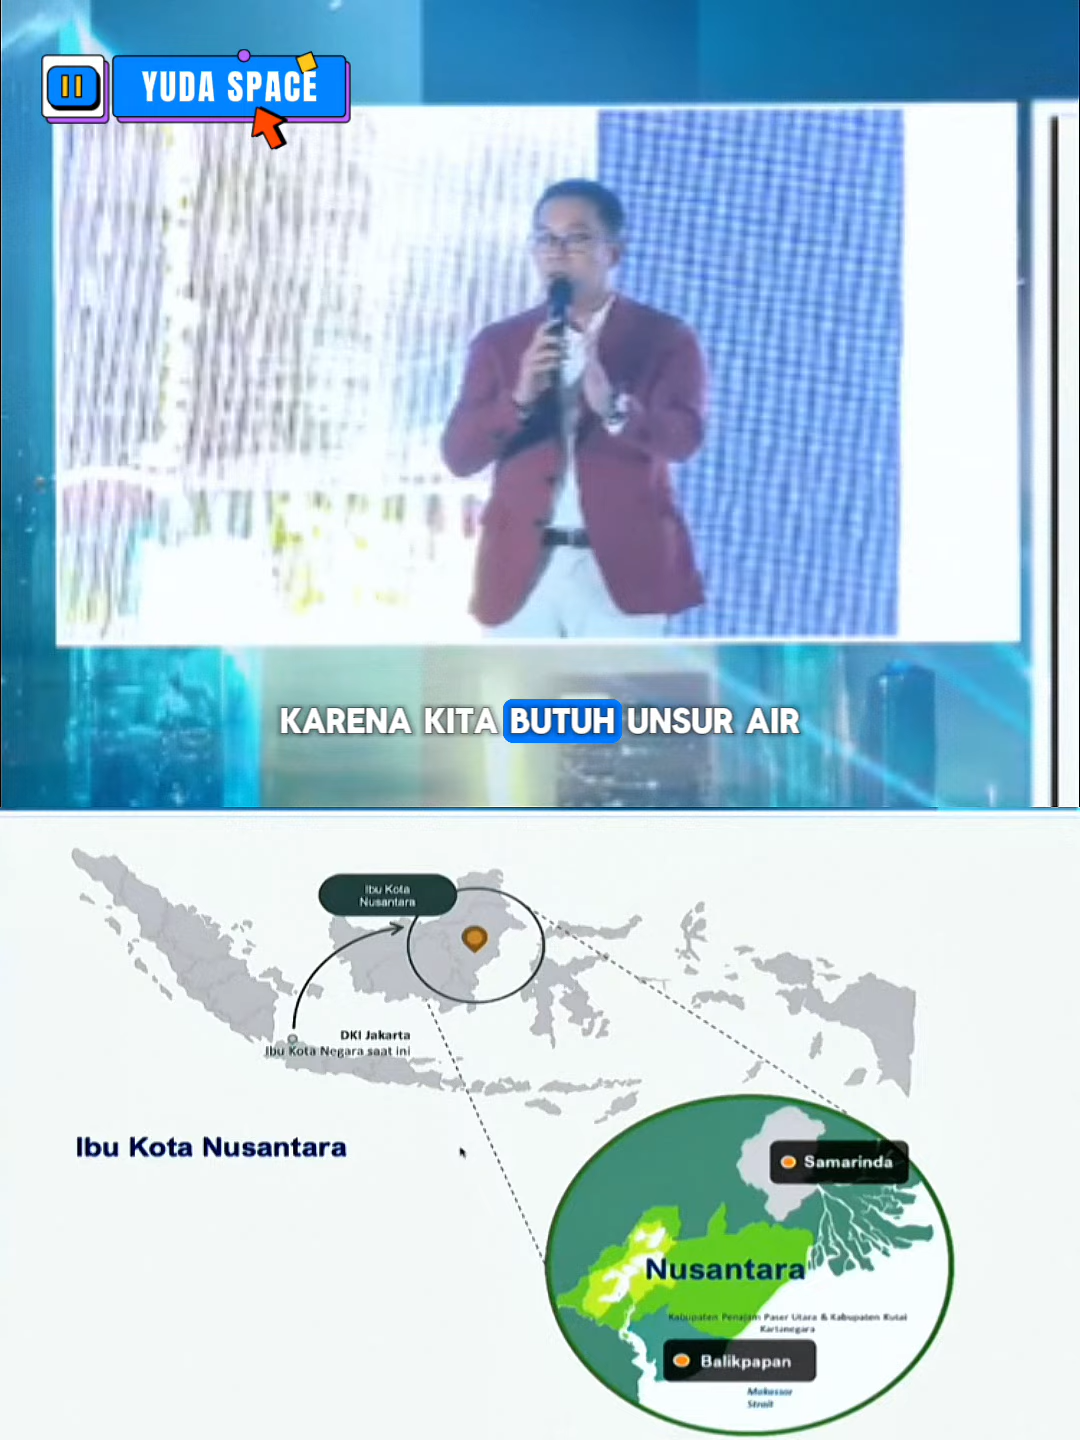 YUDA SPACE
KARENA KITA BUTUH UNSUR AIR
Ibu Kota
Nusantara
DKI Jakarta
Ibu Kota Negara saat ini
Ibu Kota Nusantara
Samarinda
Nusantara
Kabupaten Penajam Paser Utara & Kabupaten Kutai
Kartanegara
Balikpapan
Makassar
Strait